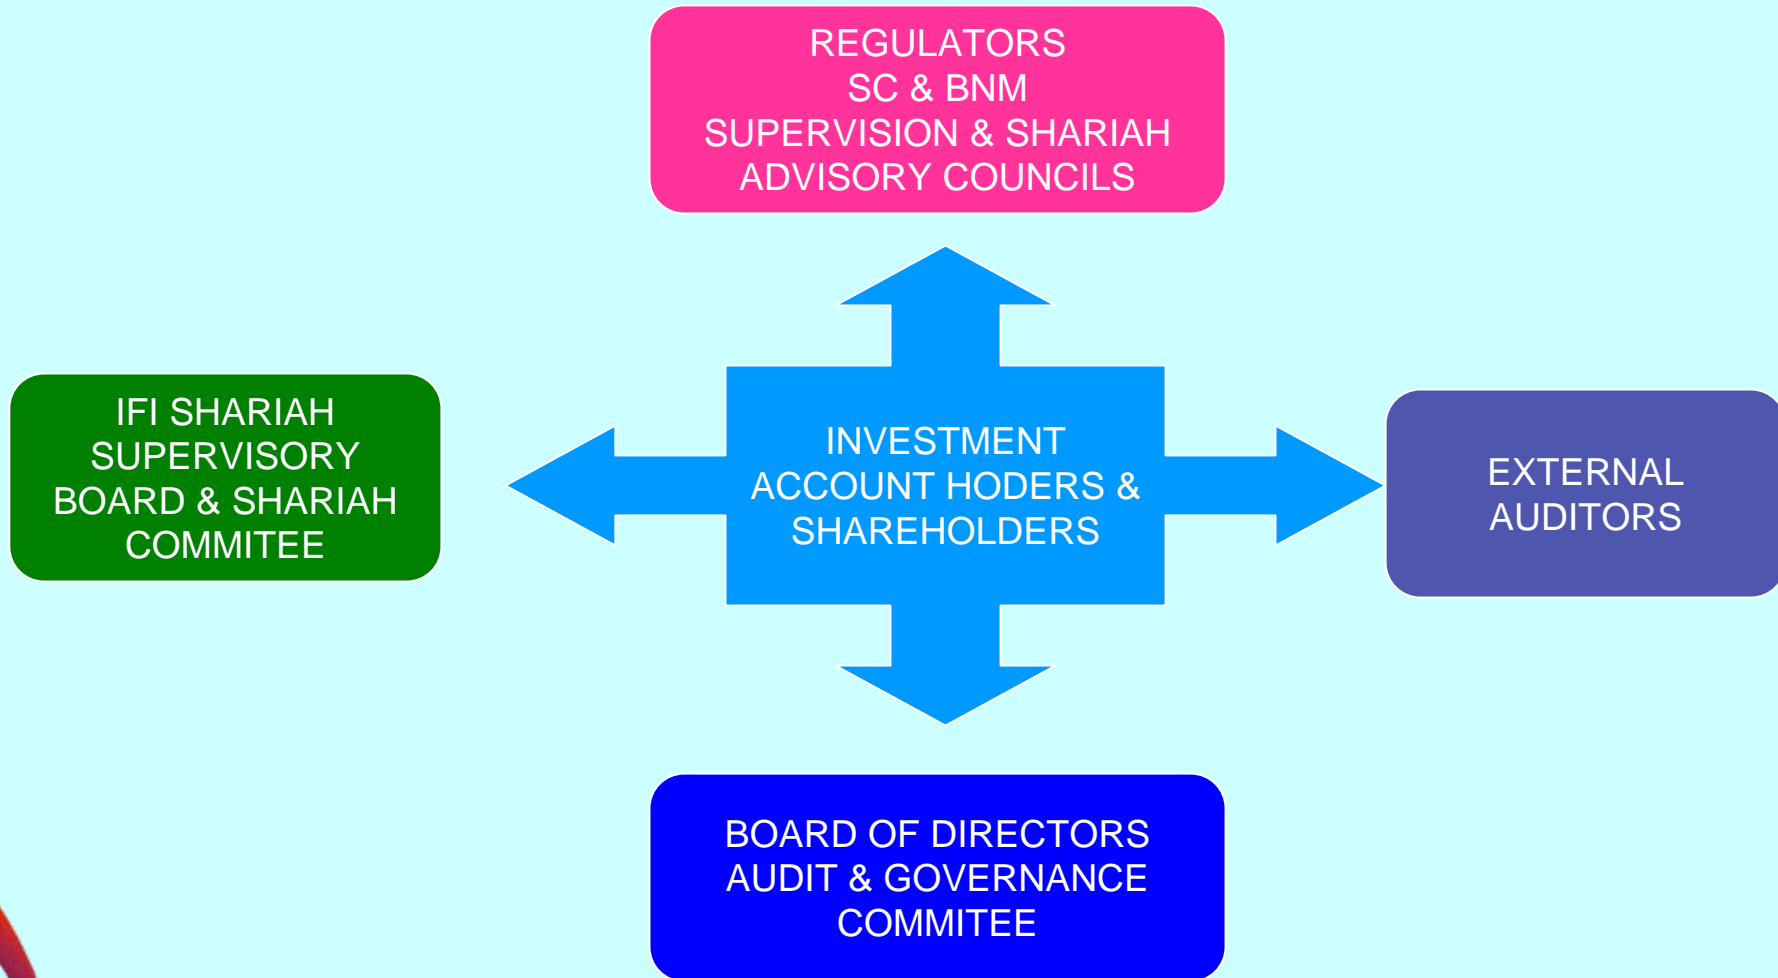 REGULATORS
SC & BNM
SUPERVISION & SHARIAH
ADVISORY COUNCILS
IFI SHARIAH
SUPERVISORY
BOARD & SHARIAH
COMMITEE
INVESTMENT
ACCOUNT HODERS &
SHAREHOLDERS
EXTERNAL
AUDITORS
BOARD OF DIRECTORS
AUDIT & GOVERNANCE
COMMITEE